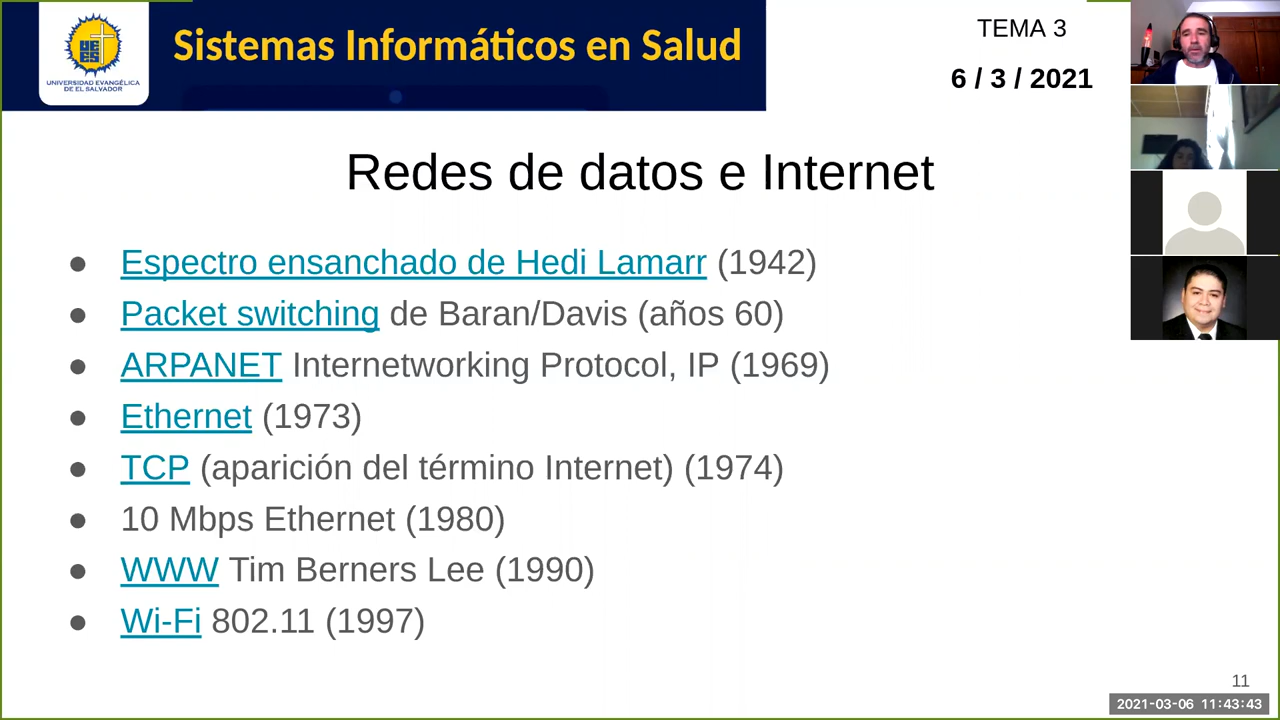 UNIVERSIDAD EVANGÉLICA
DE EL SALVADOR
Sistemas Informáticos en Salud
TEMA 3
6 / 3 / 2021
Redes de datos e Internet
● Espectro ensanchado de Hedi Lamarr (1942)
● Packet switching de Baran/Davis (años 60)
● ARPANET Internetworking Protocol, IP (1969)
● Ethernet (1973)
● TCP (aparición del término Internet) (1974)
● 10 Mbps Ethernet (1980)
● WWW Tim Berners Lee (1990)
● Wi-Fi 802.11 (1997)
11
2021-03-06 11:43:43